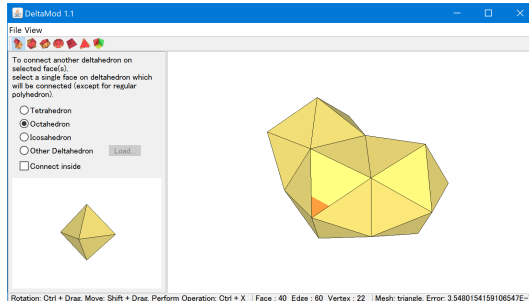 DeltaMod 1.1
File View
To connect another deltahedron on
selected face(s),
select a single face on deltahedron which
will be connected (except for regular
polyhedron).
Tetrahedron
Octahedron
Icosahedron
Other Deltahedron Load...
Connect inside
Rotation: Ctrl + Drag, Move: Shift + Drag, Perform Operation: Ctrl + X Face : 40 Edge : 60 Vertex : 22 Mesh: triangle, Error: 3.5480154159106547E-